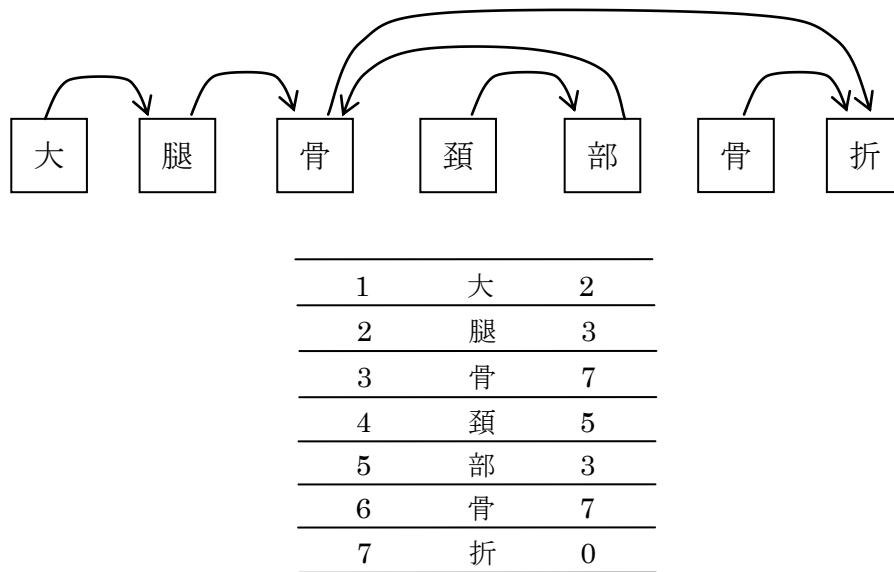 大 腿 骨 頚 部 骨 折
1 大 2
2 腿 3
3 骨 7
4 頚 5
5 部 3
6 骨 7
7 折 0